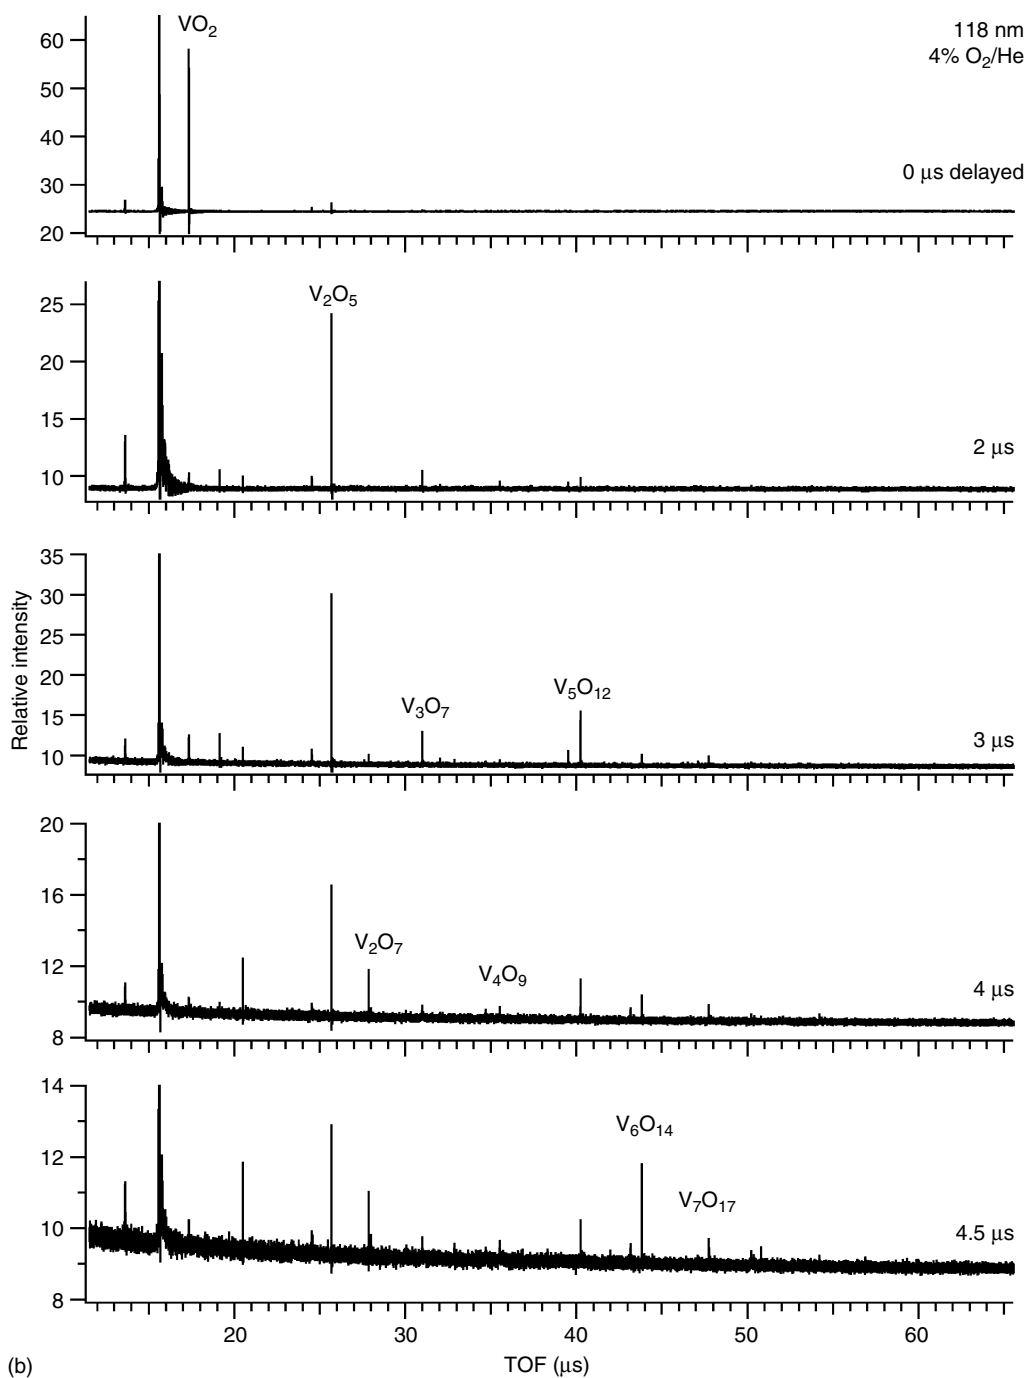 VO2
118 nm
4% O2/He
60
50
40
30
20
0 μs delayed
V2O5
25
20
15
10
2 μs
Relative intensity
35
30
25
20
15
10
V3O7
V5O12
3 μs
20
16
12
8
V2O7
V4O9
4 μs
14
12
10
8
V6O14
V7O17
4.5 μs
20 30 40 50 60
(b) TOF (μs)